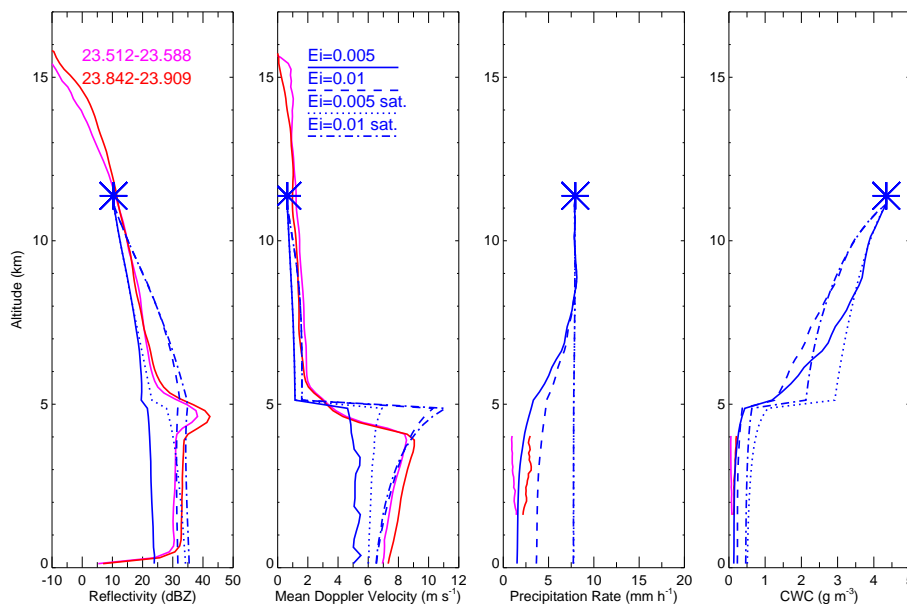 23.512-23.588
23.842-23.909
Ei=0.005
Ei=0.01
Ei=0.005 sat.
Ei=0.01 sat.
Altitude (km)
15
10
5
0
-10 0 10 20 30 40 50
Reflectivity (dBZ)
15
10
5
0
0 2 4 6 8 10 12
Mean Doppler Velocity (m s⁻¹)
15
10
5
0
0 5 10 15 20
Precipitation Rate (mm h⁻¹)
15
10
5
0
0 1 2 3 4 5
CWC (g m⁻³)